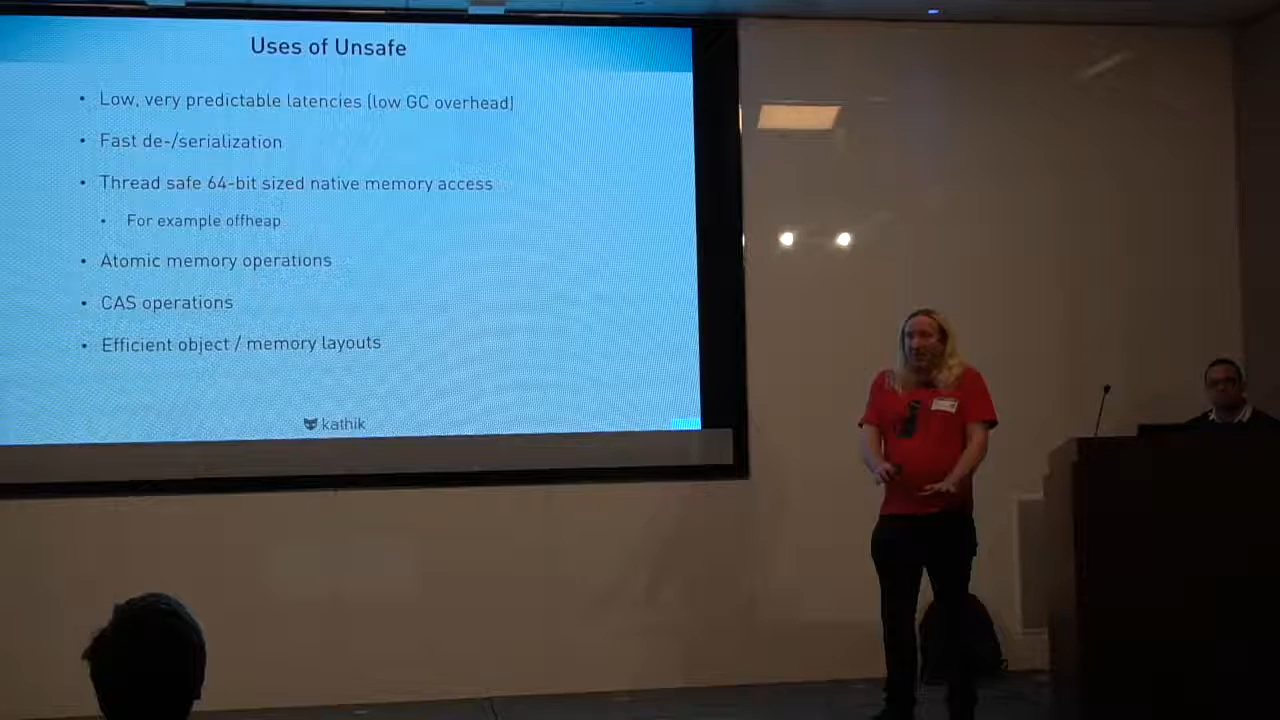 Uses of Unsafe
• Low, very predictable latencies (low GC overhead)
• Fast de-/serialization
• Thread safe 64-bit sized native memory access
• For example offheap
• Atomic memory operations
• CAS operations
• Efficient object / memory layouts
kathik